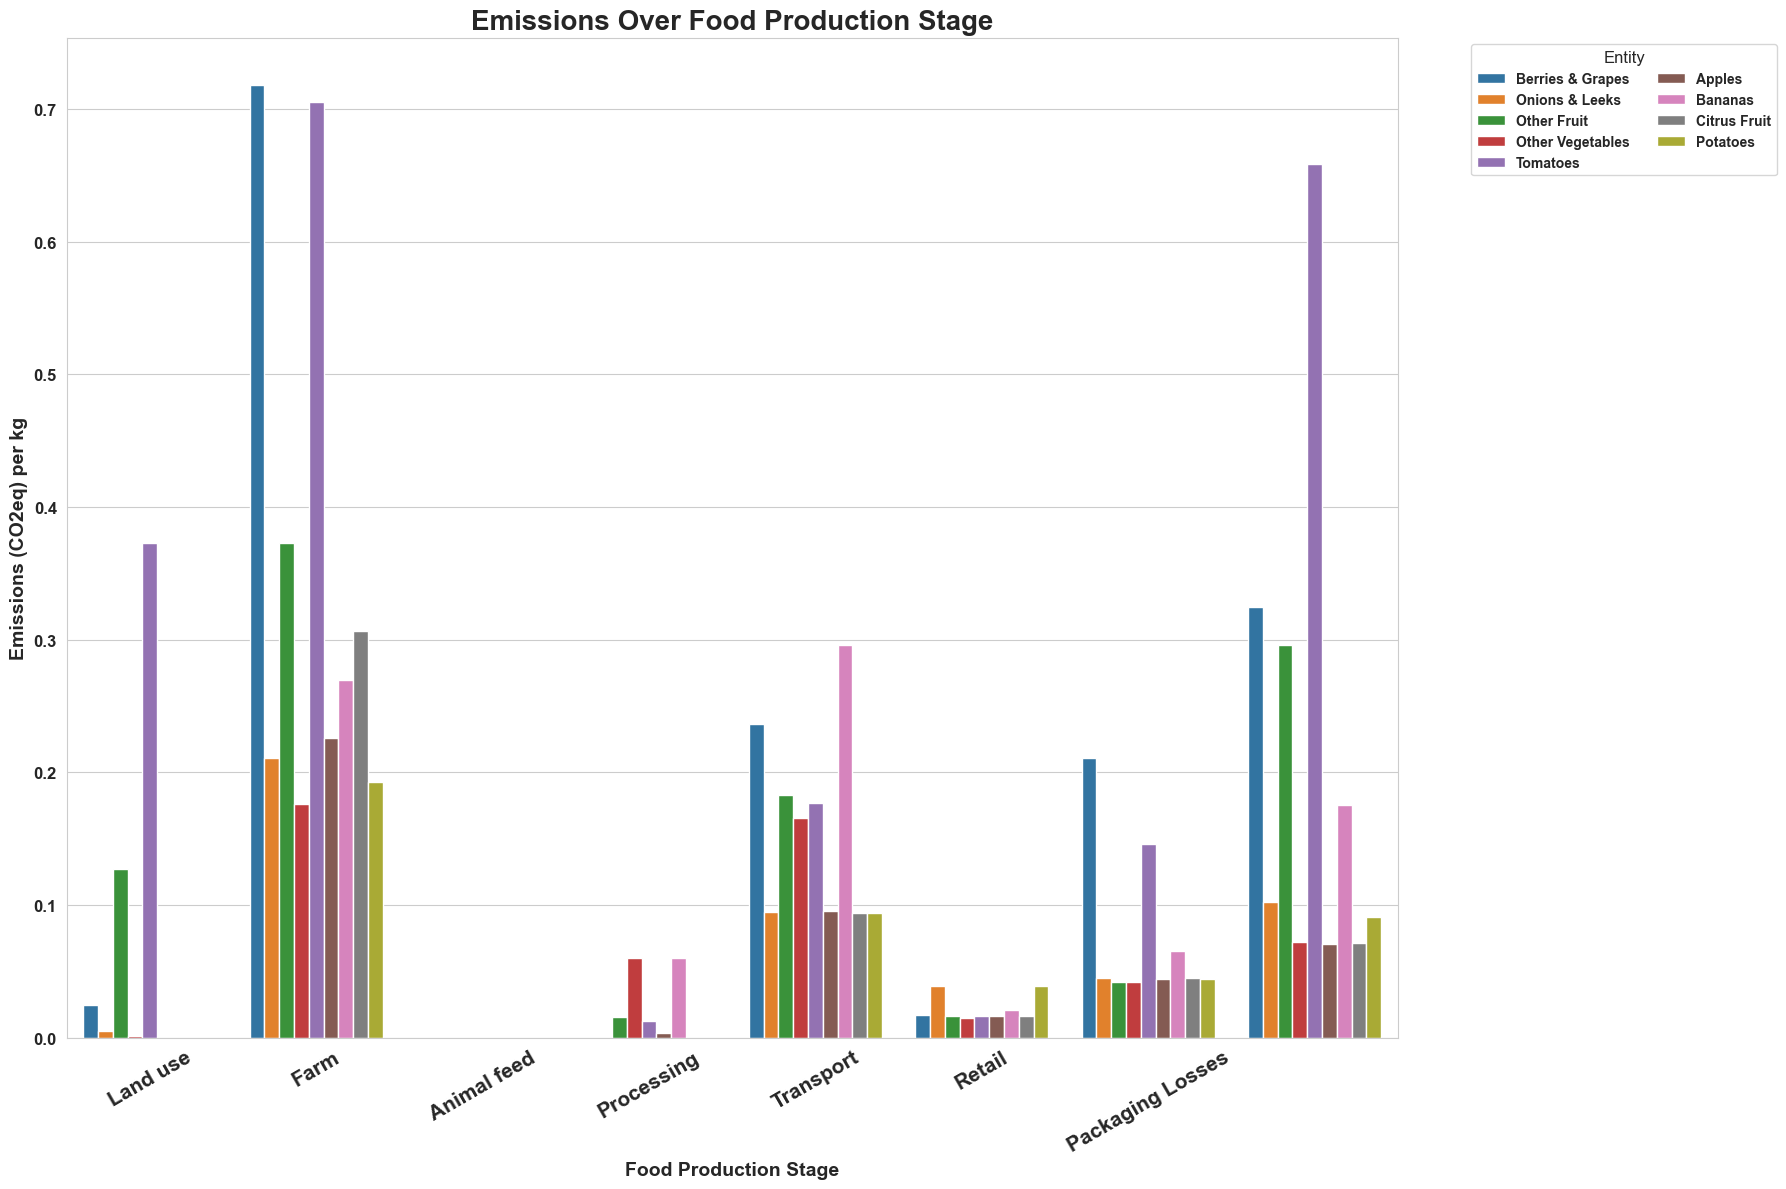 Emissions Over Food Production Stage
Entity
Berries & Grapes
Onions & Leeks
Other Fruit
Other Vegetables
Tomatoes
Apples
Bananas
Citrus Fruit
Potatoes
Emissions (CO2eq) per kg
0.7
0.6
0.5
0.4
0.3
0.2
0.1
0.0
Land use
Farm
Animal feed
Processing
Transport
Retail
Packaging Losses
Food Production Stage